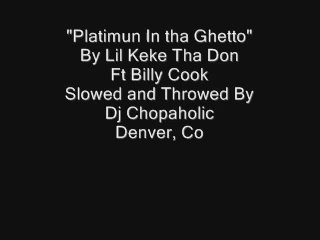 "Platimun In tha Ghetto"
By Lil Keke Tha Don
Ft Billy Cook
Slowed and Throwed By
Dj Chopaholic
Denver, Co